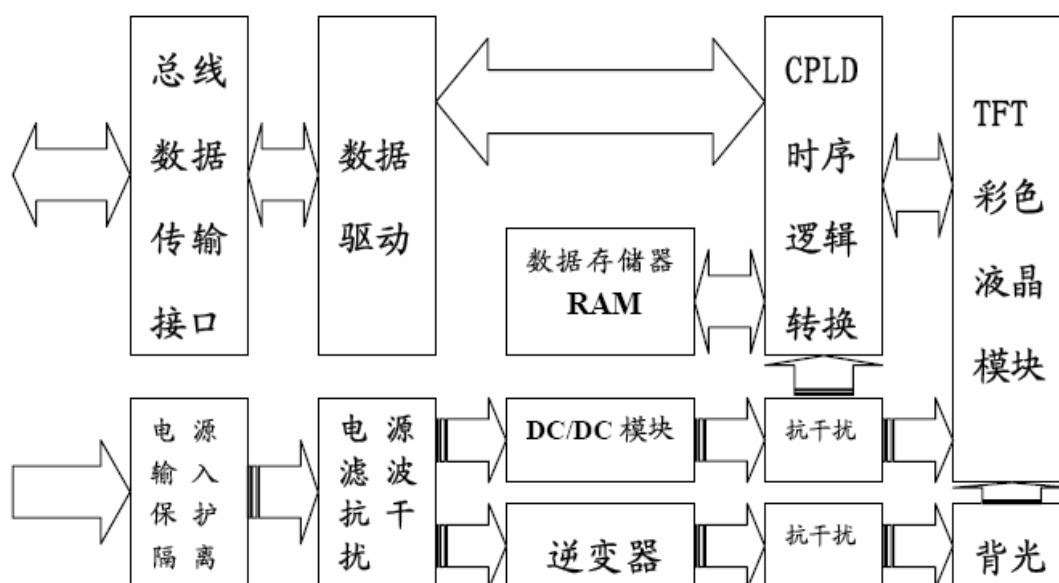 总线
数据
传输
接口
数据
驱动
CPLD
时序
逻辑
转换
TFT
彩色
液晶
模块
数据存储器
RAM
电 源
输 入
保 护
隔 离
电 源
滤 波
抗 干
扰
DC/DC 模块
抗干扰
逆变器
抗干扰
背光